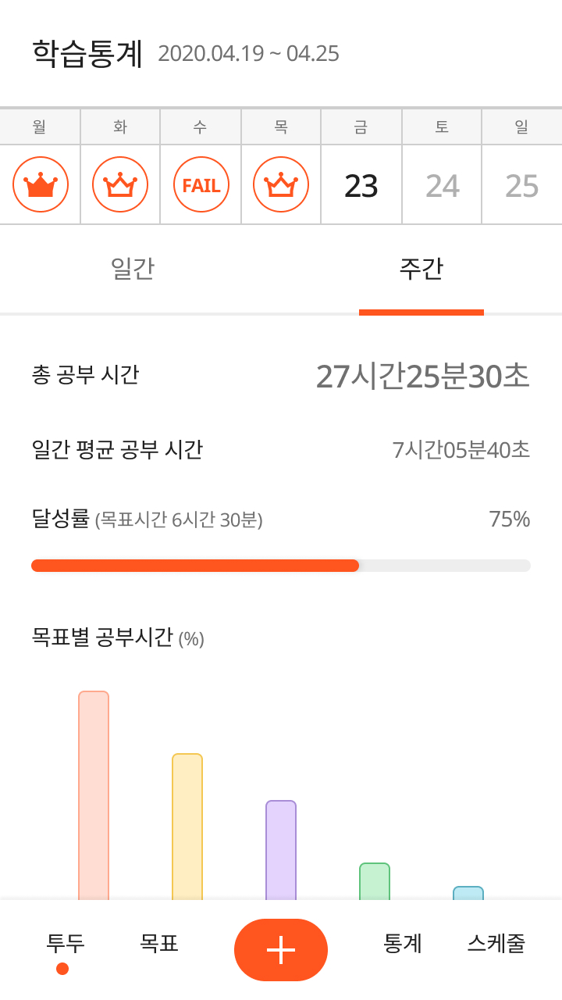 학습통계 2020.04.19 ~ 04.25
월 화 수 목 금 토 일
FAIL 23 24 25
일간 주간
총 공부 시간 27시간25분30초
일간 평균 공부 시간 7시간05분40초
달성률 (목표시간 6시간 30분) 75%
목표별 공부시간 (%)
투두 목표 통계 스케줄